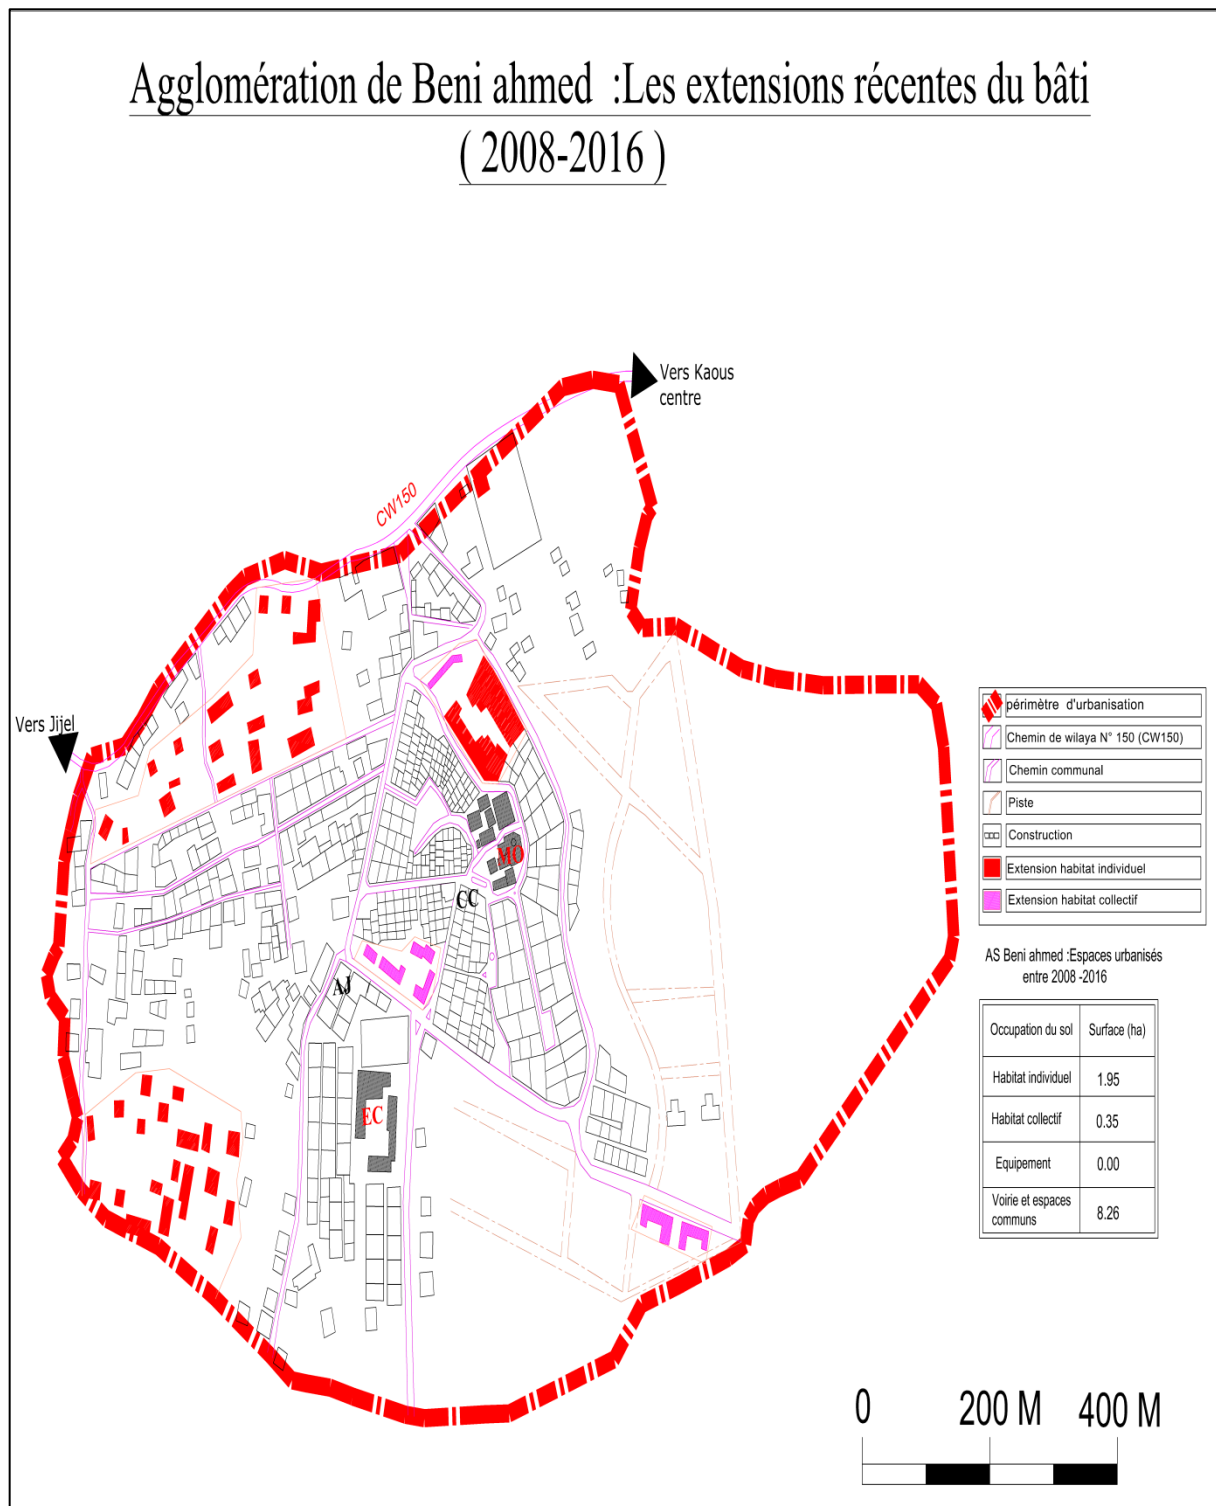 Agglomération de Beni ahmed :Les extensions récentes du bâti
( 2008-2016 )
Vers Kaous
centre
CW150
Vers Jijel
MO
CC
AJ
EC
périmètre d'urbanisation
Chemin de wilaya N° 150 (CW150)
Chemin communal
Piste
Construction
Extension habitat individuel
Extension habitat collectif
AS Beni ahmed :Espaces urbanisés
entre 2008 -2016
Occupation du sol Surface (ha)
Habitat individuel 1.95
Habitat collectif 0.35
Equipement 0.00
Voirie et espaces
communs 8.26
0 200 M 400 M